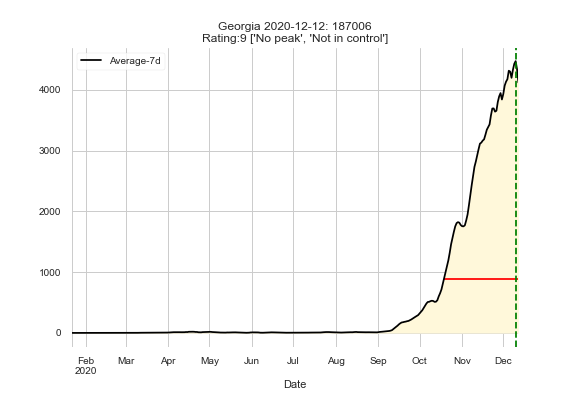 Georgia 2020-12-12: 187006
Rating:9 ['No peak', 'Not in control']
Average-7d
4000
3000
2000
1000
0
Feb Mar Apr May Jun Jul Aug Sep Oct Nov Dec
2020
Date